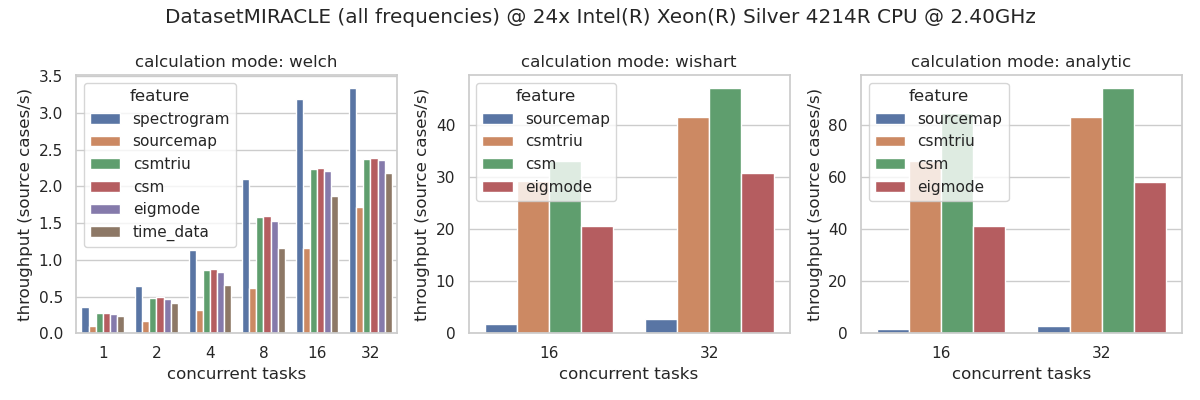 DatasetMIRACLE (all frequencies) @ 24x Intel(R) Xeon(R) Silver 4214R CPU @ 2.40GHz
calculation mode: welch
throughput (source cases/s)
3.5
3.0
2.5
2.0
1.5
1.0
0.5
0.0
feature
spectrogram
sourcemap
csmtriu
csm
eigmode
time_data
1 2 4 8 16 32
concurrent tasks
calculation mode: wishart
throughput (source cases/s)
40
30
20
10
0
feature
sourcemap
csmtriu
csm
eigmode
16 32
concurrent tasks
calculation mode: analytic
throughput (source cases/s)
80
60
40
20
0
feature
sourcemap
csmtriu
csm
eigmode
16 32
concurrent tasks